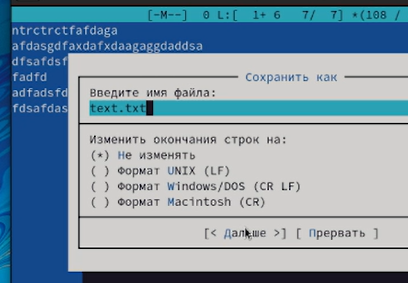 [-M--]  0 L:[  1+ 6   7/  7] *(108 /
ntrctrctfafdaga
afdasgdfaxdafxdaagaggdaddsa
dfsafdsf
fadfd
adfadsfd
fdsafdas
Сохранить как
Введите имя файла:
text.txt
Изменить окончания строк на:
(*) Не изменять
( ) Формат UNIX (LF)
( ) Формат Windows/DOS (CR LF)
( ) Формат Macintosh (CR)
[< Дальше >] [ Прервать ]